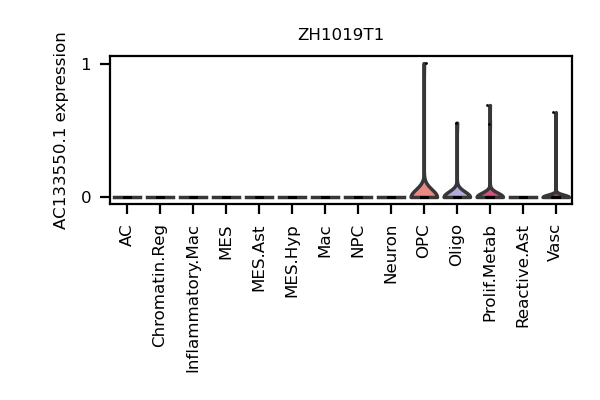 ZH1019T1
AC133550.1 expression
1
0
AC
Chromatin.Reg
Inflammatory.Mac
MES
MES.Ast
MES.Hyp
Mac
NPC
Neuron
OPC
Oligo
Prolif.Metab
Reactive.Ast
Vasc